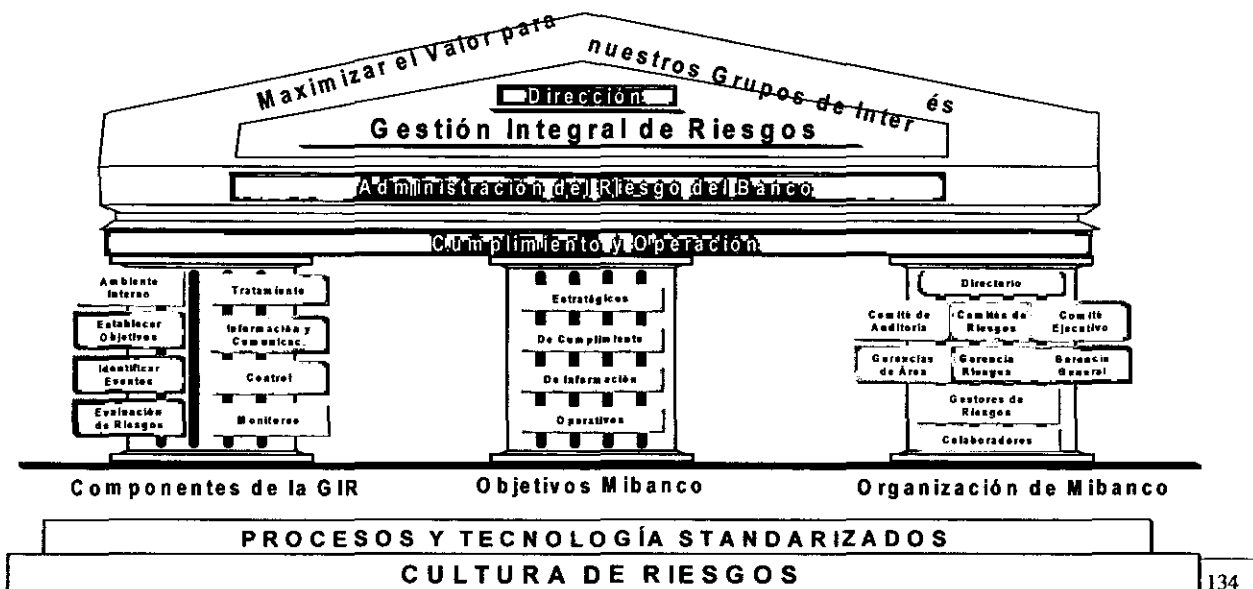 Maximizar el Valor para
nuestros Grupos de Interés
Dirección
Gestión Integral de Riesgos
Administración del Riesgo del Banco
Cumplimiento y Operación
Ambiente
Interno
Establecer
Objetivos
Identificar
Eventos
Evaluación
de Riesgos
Tratamiento
Información y
Comunicac.
Control
Monitoreo
Componentes de la GIR
Estratégicos
De Cumplimiento
De Información
Operativos
Objetivos Mibanco
Directorio
Comité de
Auditoría
Comités de
Riesgos
Comité
Ejecutivo
Gerencias
de Área
Gerencia
Riesgos
Gerencia
General
Gestores de
Riesgos
Colaboradores
Organización de Mibanco
PROCESOS Y TECNOLOGÍA STANDARIZADOS
CULTURA DE RIESGOS
134